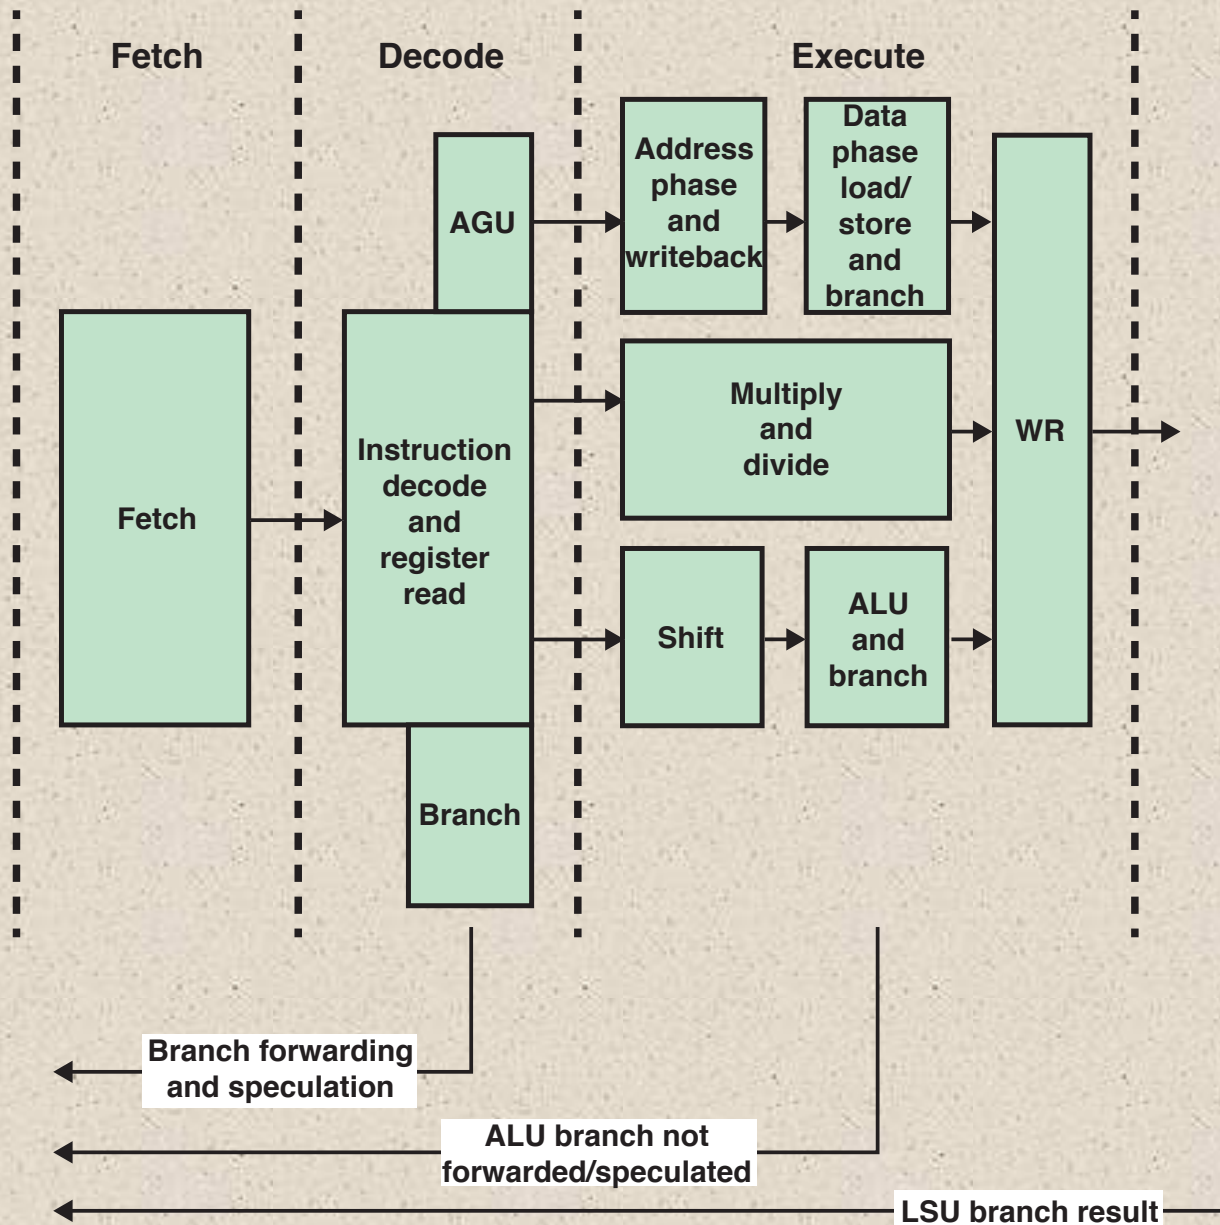 Fetch
Decode
Execute
AGU
Address
phase
and
writeback
Data
phase
load/
store
and
branch
Fetch
Instruction
decode
and
register
read
Multiply
and
divide
WR
Shift
ALU
and
branch
Branch
Branch forwarding
and speculation
ALU branch not
forwarded/speculated
LSU branch result